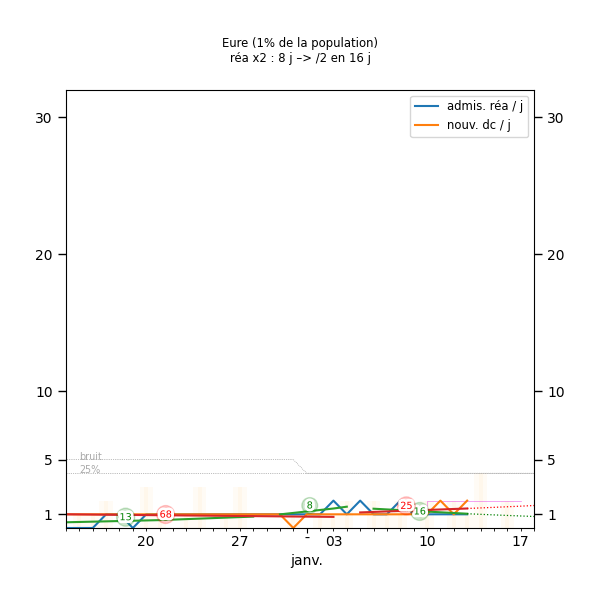 Eure (1% de la population)
réa x2 : 8 j –> /2 en 16 j
admis. réa / j
nouv. dc / j
30 30
20 20
10 10
5 5
1 1
bruit
25%
13 68 8 25 16
20 27 - 03 10 17
janv.